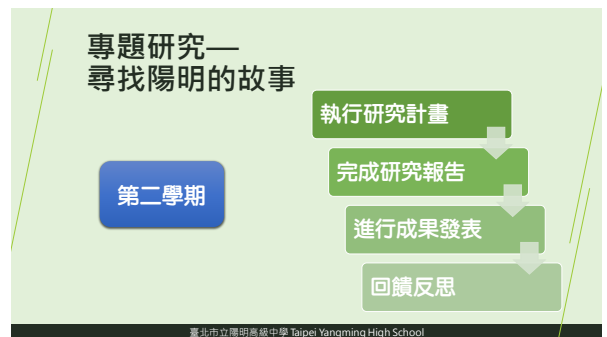 專題研究—
尋找陽明的故事
第二學期
執行研究計畫
完成研究報告
進行成果發表
回饋反思
臺北市立陽明高級中學 Taipei Yangming High School